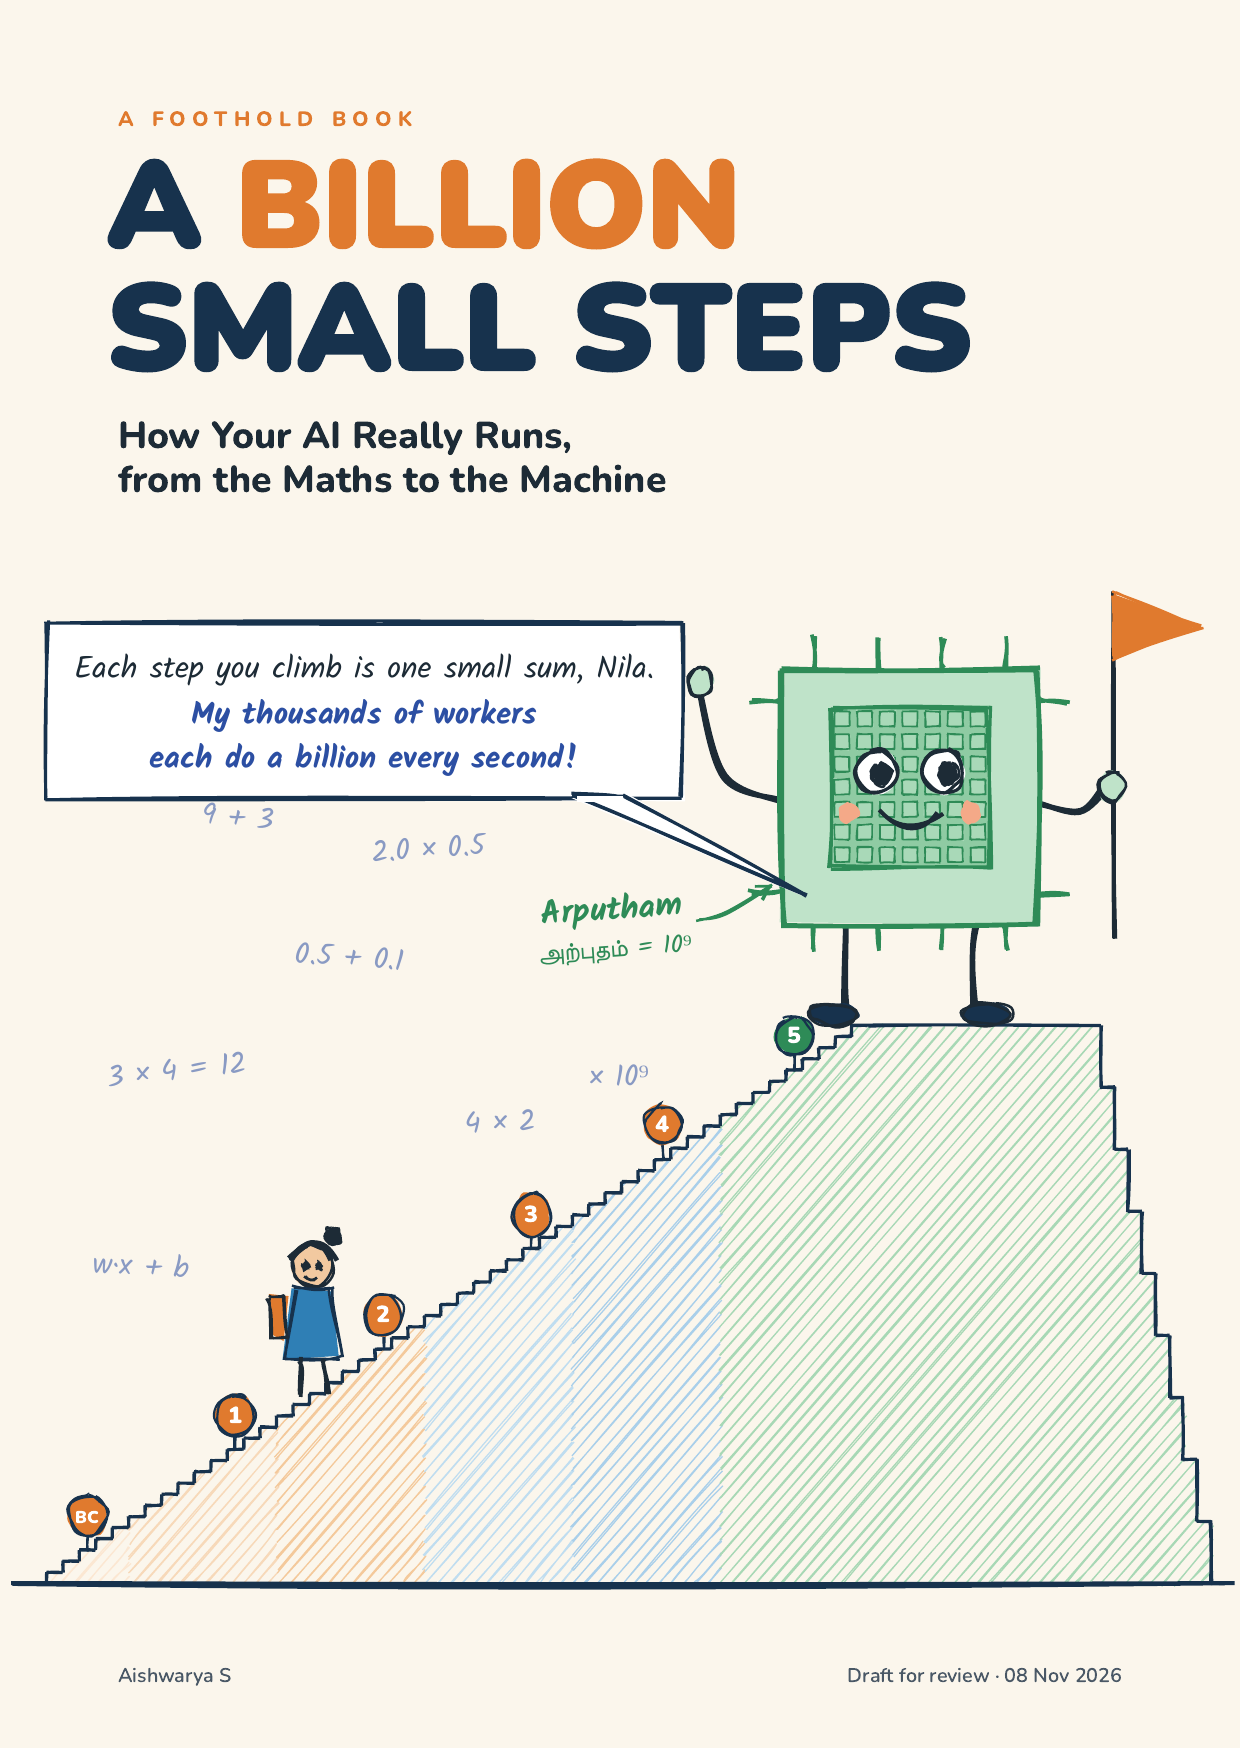 A FOOTHOLD BOOK
A BILLION
SMALL STEPS
How Your AI Really Runs,
from the Maths to the Machine
Each step you climb is one small sum, Nila.
My thousands of workers
each do a billion every second!
9 + 3
2.0 × 0.5
Arputham
அற்புதம் = 10⁹
0.5 + 0.1
5
3 × 4 = 12
× 10⁹
4 × 2
4
3
w·x + b
2
1
BC
Aishwarya S
Draft for review · 08 Nov 2026